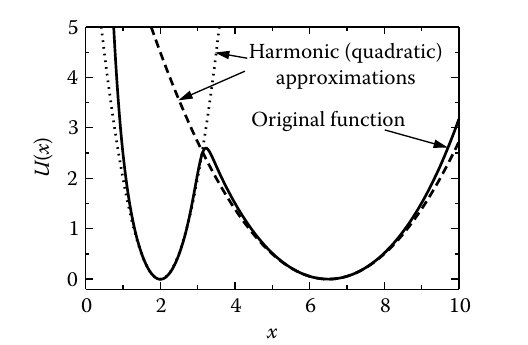 5
4
3
2
1
0
U(x)
Harmonic (quadratic)
approximations
Original function
0 2 4 6 8 10
x